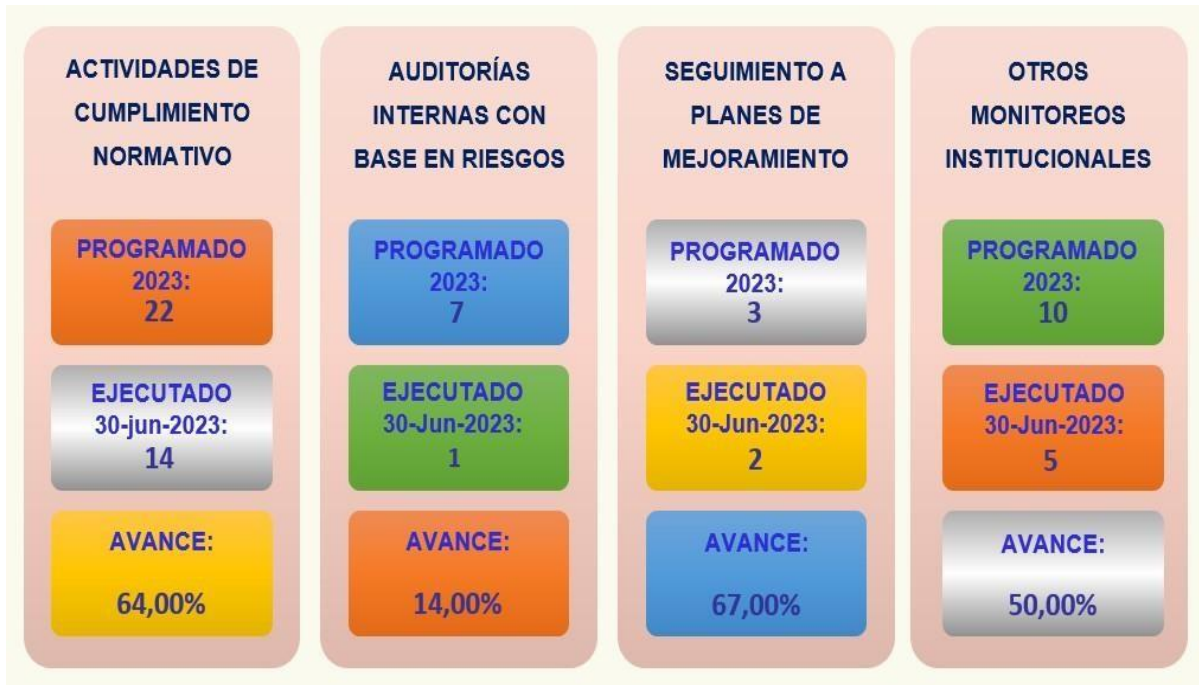 ACTIVIDADES DE
CUMPLIMIENTO
NORMATIVO
PROGRAMADO
2023:
22
EJECUTADO
30-jun-2023:
14
AVANCE:
64,00%
AUDITORÍAS
INTERNAS CON
BASE EN RIESGOS
PROGRAMADO
2023:
7
EJECUTADO
30-Jun-2023:
1
AVANCE:
14,00%
SEGUIMIENTO A
PLANES DE
MEJORAMIENTO
PROGRAMADO
2023:
3
EJECUTADO
30-Jun-2023:
2
AVANCE:
67,00%
OTROS
MONITOREOS
INSTITUCIONALES
PROGRAMADO
2023:
10
EJECUTADO
30-Jun-2023:
5
AVANCE:
50,00%